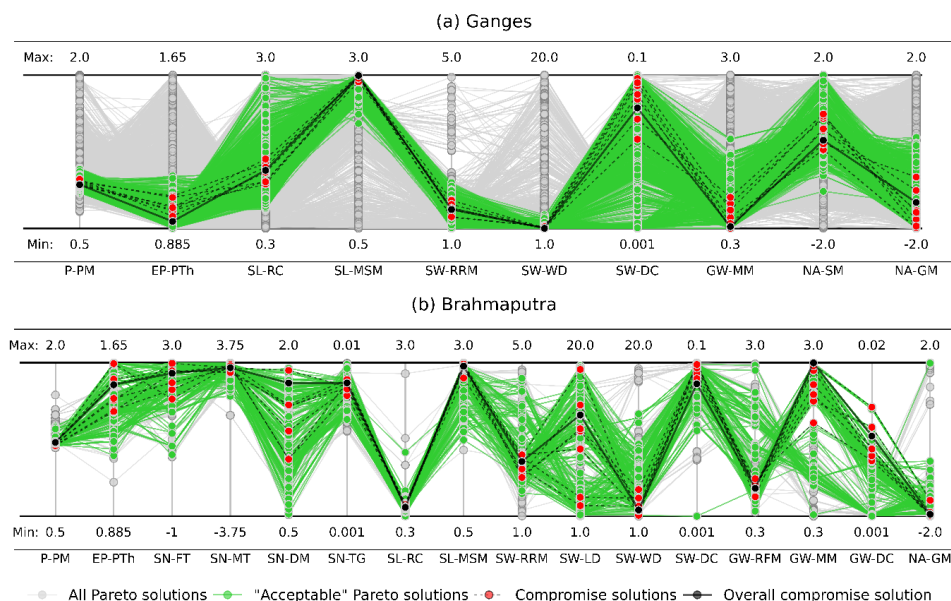 (a) Ganges
Max: 2.0 1.65 3.0 3.0 5.0 20.0 0.1 3.0 2.0 2.0
Min: 0.5 0.885 0.3 0.5 1.0 1.0 0.001 0.3 -2.0 -2.0
P-PM EP-PTh SL-RC SL-MSM SW-RRM SW-WD SW-DC GW-MM NA-SM NA-GM
(b) Brahmaputra
Max: 2.0 1.65 3.0 3.75 2.0 0.01 3.0 3.0 5.0 20.0 20.0 0.1 3.0 3.0 0.02 2.0
Min: 0.5 0.885 -1 -3.75 0.5 0.001 0.3 0.5 1.0 1.0 1.0 0.001 0.3 0.3 0.001 -2.0
P-PM EP-PTh SN-FT SN-MT SN-DM SN-TG SL-RC SL-MSM SW-RRM SW-LD SW-WD SW-DC GW-RFM GW-MM GW-DC NA-GM
All Pareto solutions "Acceptable" Pareto solutions Compromise solutions Overall compromise solution